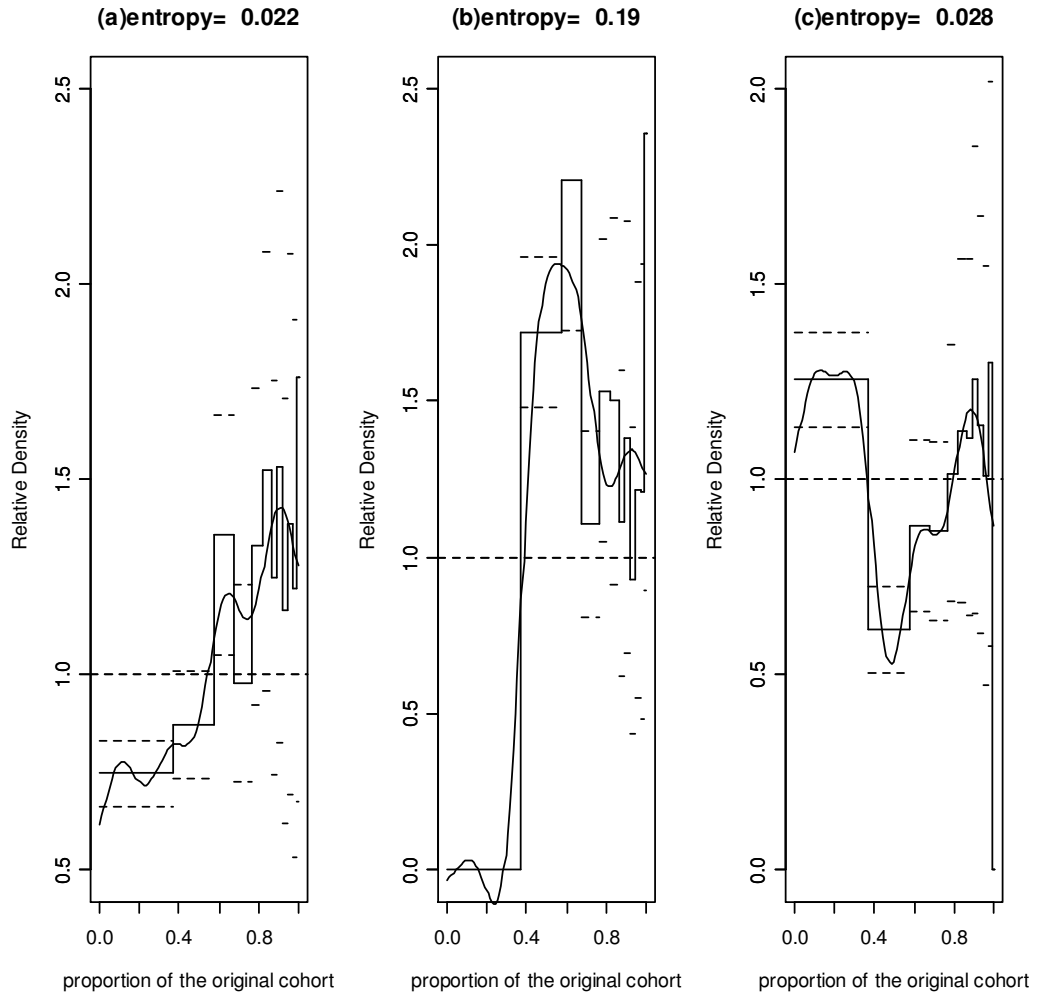 (a)entropy=  0.022
(b)entropy=  0.19
(c)entropy=  0.028
Relative Density
2.5
2.0
1.5
1.0
0.5
0.0 0.4 0.8
proportion of the original cohort
Relative Density
2.5
2.0
1.5
1.0
0.5
0.0
0.0 0.4 0.8
proportion of the original cohort
Relative Density
2.0
1.5
1.0
0.5
0.0
0.0 0.4 0.8
proportion of the original cohort